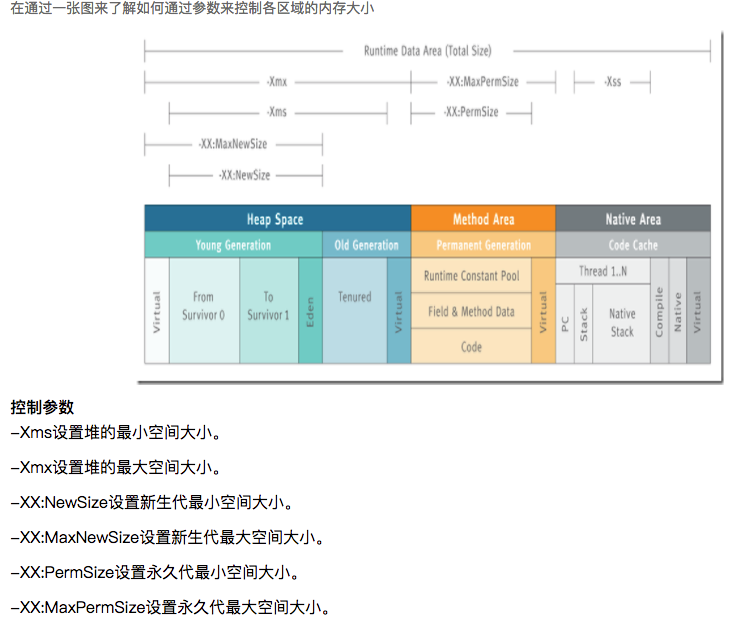 在通过一张图来了解如何通过参数来控制各区域的内存大小
Runtime Data Area (Total Size)
-Xmx
-XX:MaxPermSize
-Xss
-Xms
-XX:PermSize
-XX:MaxNewSize
-XX:NewSize
Heap Space
Method Area
Native Area
Young Generation
Old Generation
Permanent Generation
Code Cache
Virtual
From
Survivor 0
To
Survivor 1
Eden
Tenured
Virtual
Runtime Constant Pool
Field & Method Data
Code
Virtual
Thread 1..N
PC
Stack
Native
Stack
Compile
Native
Virtual
控制参数
–Xms设置堆的最小空间大小。
–Xmx设置堆的最大空间大小。
–XX:NewSize设置新生代最小空间大小。
–XX:MaxNewSize设置新生代最大空间大小。
–XX:PermSize设置永久代最小空间大小。
–XX:MaxPermSize设置永久代最大空间大小。